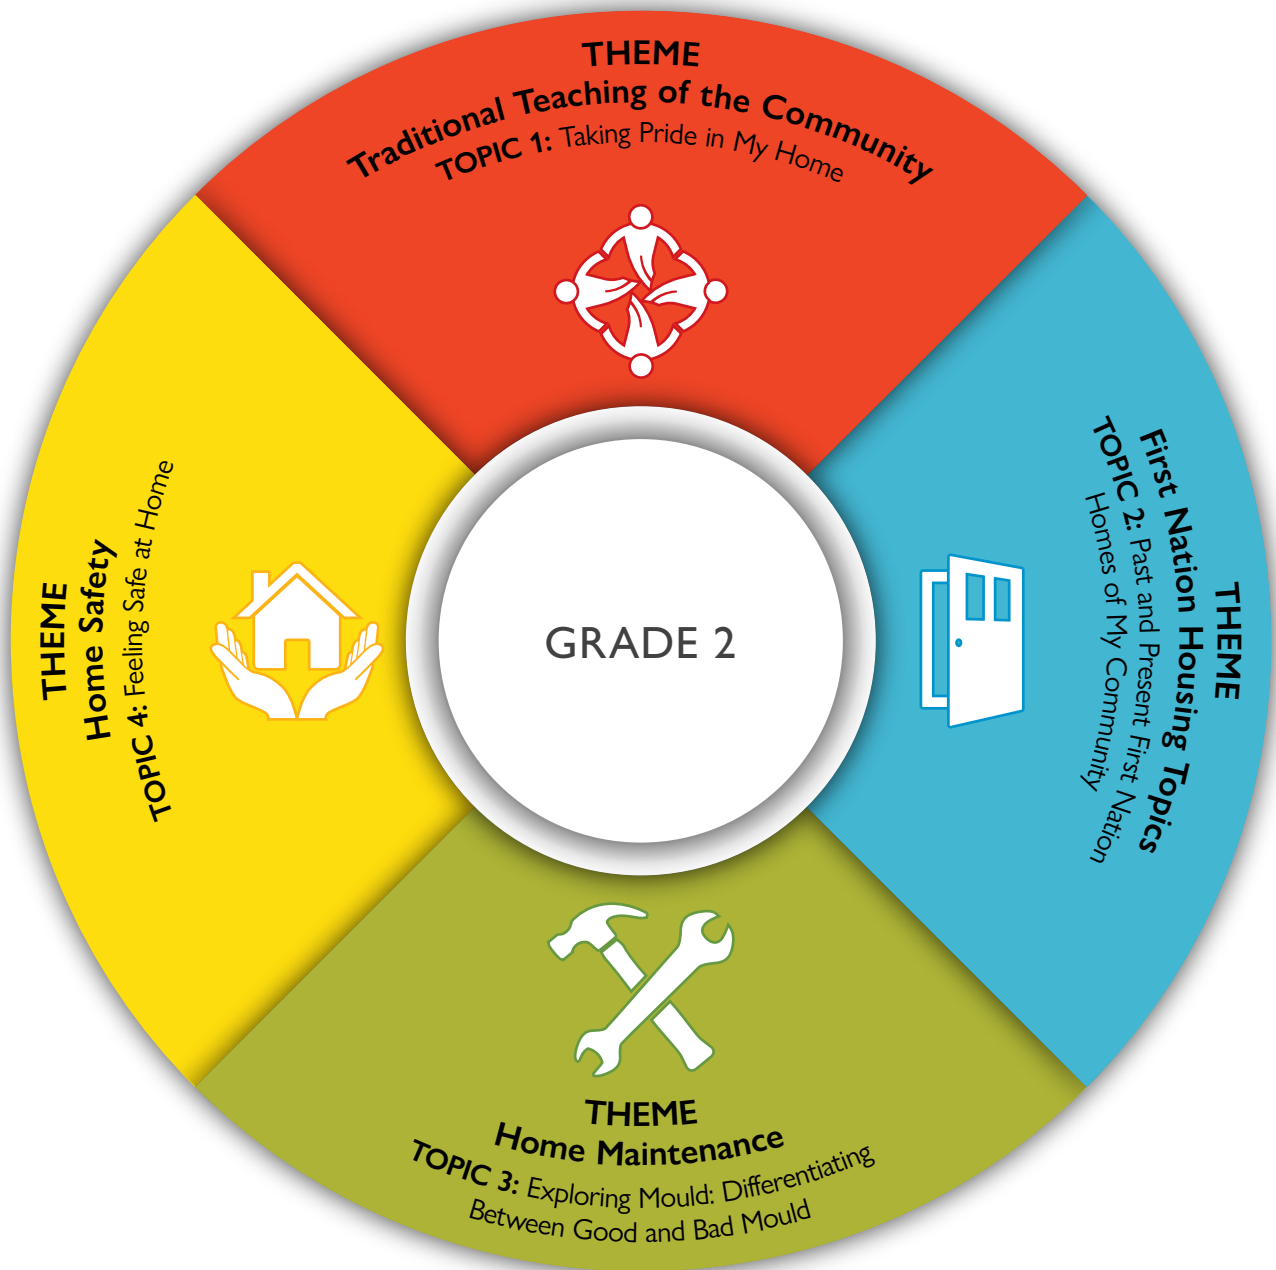 THEME
Traditional Teaching of the Community
TOPIC 1: Taking Pride in My Home
THEME
First Nation Housing Topics
TOPIC 2: Past and Present First Nation
Homes of My Community
THEME
Home Maintenance
TOPIC 3: Exploring Mould: Differentiating
Between Good and Bad Mould
THEME
Home Safety
TOPIC 4: Feeling Safe at Home
GRADE 2